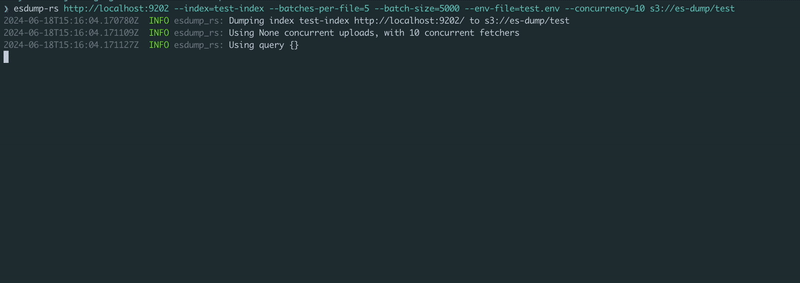 ❯ esdump-rs http://localhost:9202 --index=test-index --batches-per-file=5 --batch-size=5000 --env-file=test.env --concurrency=10 s3://es-dump/test
2024-06-18T15:16:04.170780Z  INFO esdump_rs: Dumping index test-index http://localhost:9202/ to s3://es-dump/test
2024-06-18T15:16:04.171109Z  INFO esdump_rs: Using None concurrent uploads, with 10 concurrent fetchers
2024-06-18T15:16:04.171127Z  INFO esdump_rs: Using query {}